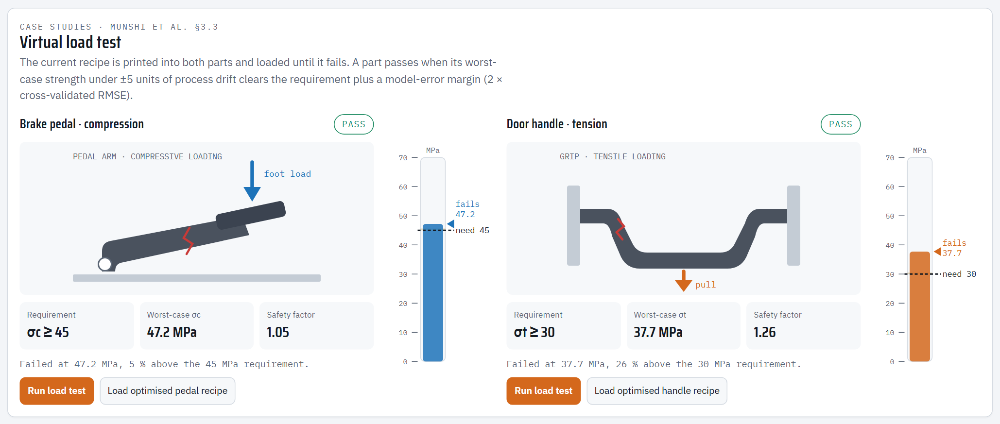 CASE STUDIES · MUNSHI ET AL. §3.3
Virtual load test
The current recipe is printed into both parts and loaded until it fails. A part passes when its worst-
case strength under ±5 units of process drift clears the requirement plus a model-error margin (2 ×
cross-validated RMSE).
Brake pedal · compression
PASS
PEDAL ARM · COMPRESSIVE LOADING
foot load
MPa
70
60
50
40
30
20
10
0
fails
47.2
need 45
Requirement
σc ≥ 45
Worst-case σc
47.2 MPa
Safety factor
1.05
Failed at 47.2 MPa, 5 % above the 45 MPa requirement.
Run load test
Load optimised pedal recipe
Door handle · tension
PASS
GRIP · TENSILE LOADING
pull
MPa
70
60
50
40
30
20
10
0
fails
37.7
need 30
Requirement
σt ≥ 30
Worst-case σt
37.7 MPa
Safety factor
1.26
Failed at 37.7 MPa, 26 % above the 30 MPa requirement.
Run load test
Load optimised handle recipe